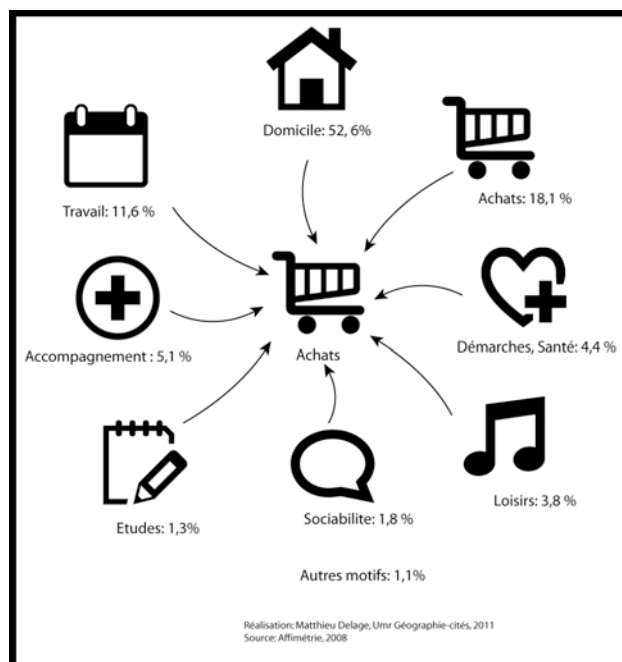 Domicile: 52, 6%
Achats: 18,1 %
Travail: 11,6 %
Démarches, Santé: 4,4 %
Accompagnement : 5,1 %
Achats
Loisirs: 3,8 %
Sociabilite: 1,8 %
Etudes: 1,3%
Autres motifs: 1,1%
Réalisation: Matthieu Delage, Umr Géographie-cités, 2011
Source: Affimétrie, 2008